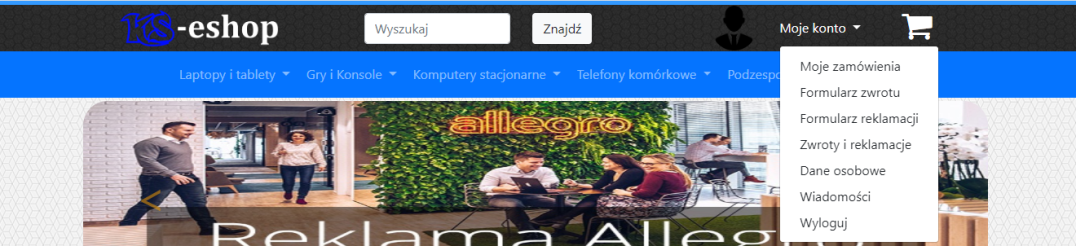 KS-eshop
Wyszukaj
Znajdź
Moje konto
Laptopy i tablety
Gry i Konsole
Komputery stacjonarne
Telefony komórkowe
Moje zamówienia
Formularz zwrotu
Formularz reklamacji
Zwroty i reklamacje
Dane osobowe
Wiadomości
Wyloguj
allegro
Reklama Allegro